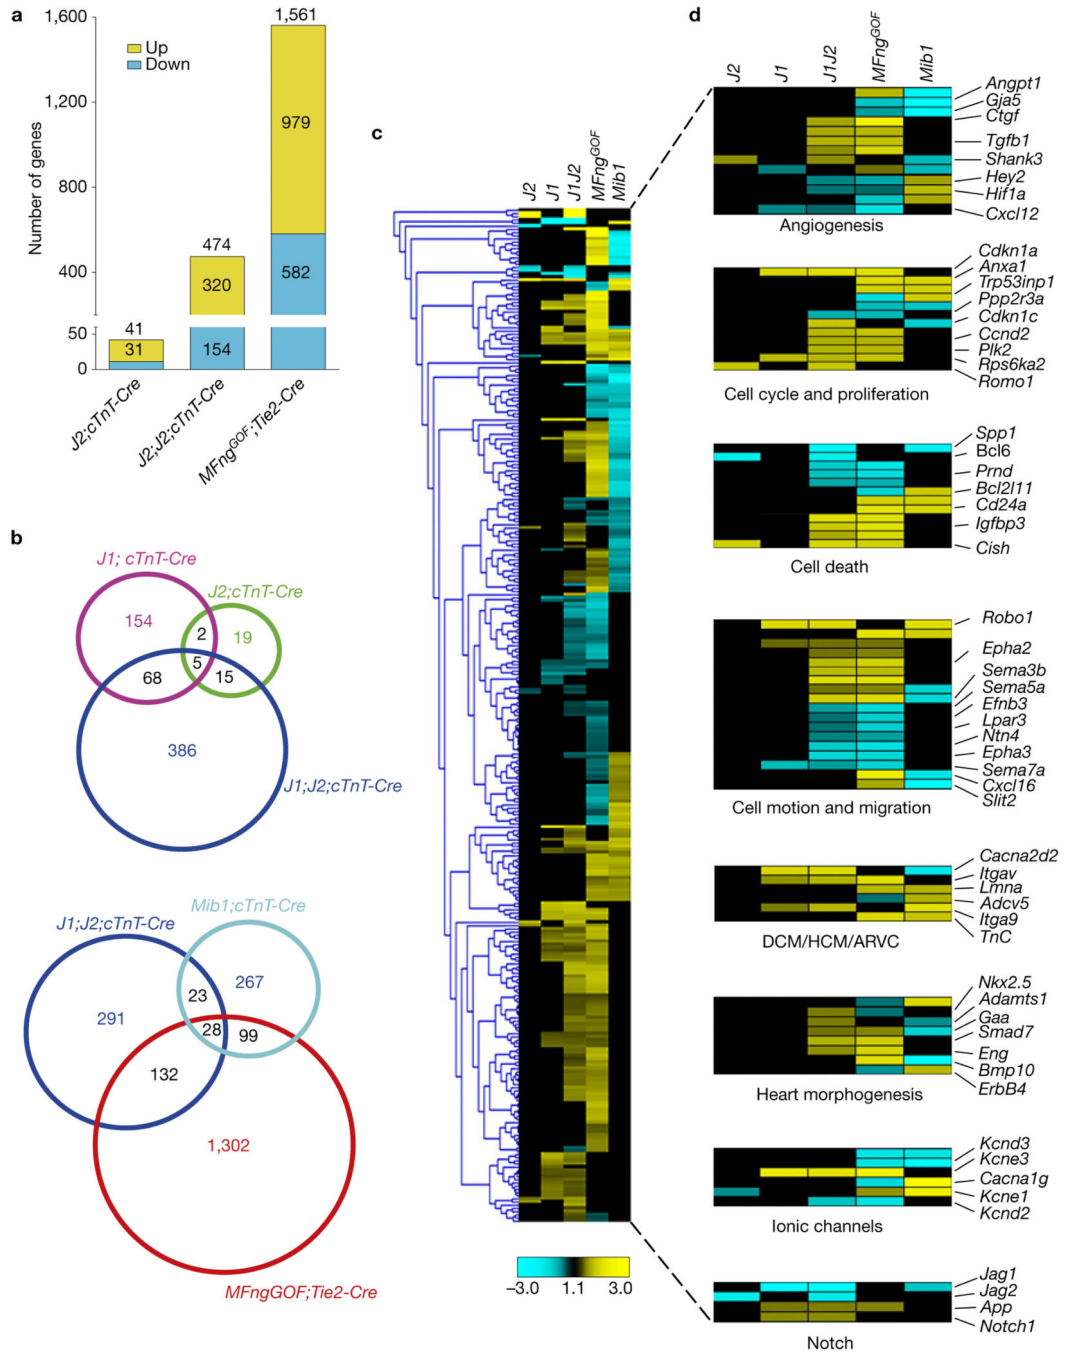 a
1,600
1,200
800
400
50
0
Number of genes
Up
Down
41
31
474
320
154
1,561
979
582
J2;cTnT-Cre
J2;J2;cTnT-Cre
MFngGOF;Tie2-Cre
b
J1; cTnT-Cre
J2;cTnT-Cre
154
2
19
5
68
15
386
J1;J2;cTnT-Cre
Mib1;cTnT-Cre
J1;J2;cTnT-Cre
267
23
291
28
99
132
1,302
MFngGOF;Tie2-Cre
c
J2
J1
J1J2
MFngGOF
Mib1
−3.0 1.1 3.0
d
J2
J1
J1J2
MFngGOF
Mib1
Angpt1
Gja5
Ctgf
Tgfb1
Shank3
Hey2
Hif1a
Cxcl12
Angiogenesis
Cdkn1a
Anxa1
Trp53inp1
Ppp2r3a
Cdkn1c
Ccnd2
Plk2
Rps6ka2
Romo1
Cell cycle and proliferation
Spp1
Bcl6
Prnd
Bcl2l11
Cd24a
Igfbp3
Cish
Cell death
Robo1
Epha2
Sema3b
Sema5a
Efnb3
Lpar3
Ntn4
Epha3
Sema7a
Cxcl16
Slit2
Cell motion and migration
Cacna2d2
Itgav
Lmna
Adcv5
Itga9
TnC
DCM/HCM/ARVC
Nkx2.5
Adamts1
Gaa
Smad7
Eng
Bmp10
ErbB4
Heart morphogenesis
Kcnd3
Kcne3
Cacna1g
Kcne1
Kcnd2
Ionic channels
Jag1
Jag2
App
Notch1
Notch